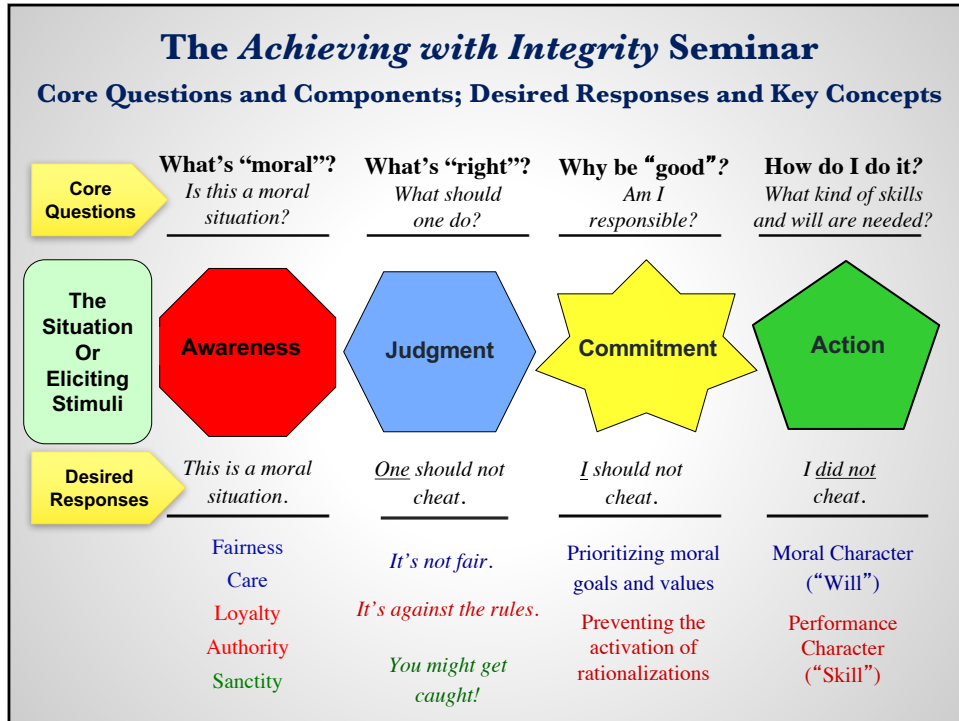 The Achieving with Integrity Seminar
Core Questions and Components; Desired Responses and Key Concepts
Core
Questions
What's “moral”?
Is this a moral
situation?
What's “right”?
What should
one do?
Why be “good”?
Am I
responsible?
How do I do it?
What kind of skills
and will are needed?
The
Situation
Or
Eliciting
Stimuli
Awareness
Judgment
Commitment
Action
Desired
Responses
This is a moral
situation.
One should not
cheat.
I should not
cheat.
I did not
cheat.
Fairness
Care
Loyalty
Authority
Sanctity
It's not fair.
It's against the rules.
You might get
caught!
Prioritizing moral
goals and values
Preventing the
activation of
rationalizations
Moral Character
(“Will”)
Performance
Character
(“Skill”)